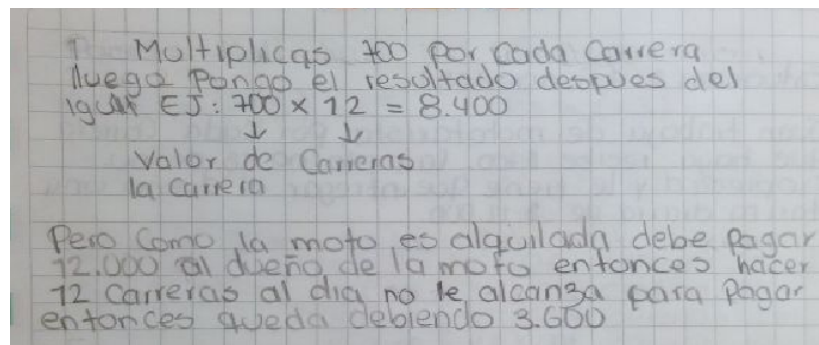 1 Multiplicas 700 por cada carrera
luego pongo el resultado despues del
igual EJ: 700 x 12 = 8.400
↓ ↓
valor de Carreras
la carrera
Pero como la moto es alquilada debe pagar
12.000 al dueño de la moto entonces hacer
12 carreras al dia no le alcanza para pagar
entonces queda debiendo 3.600